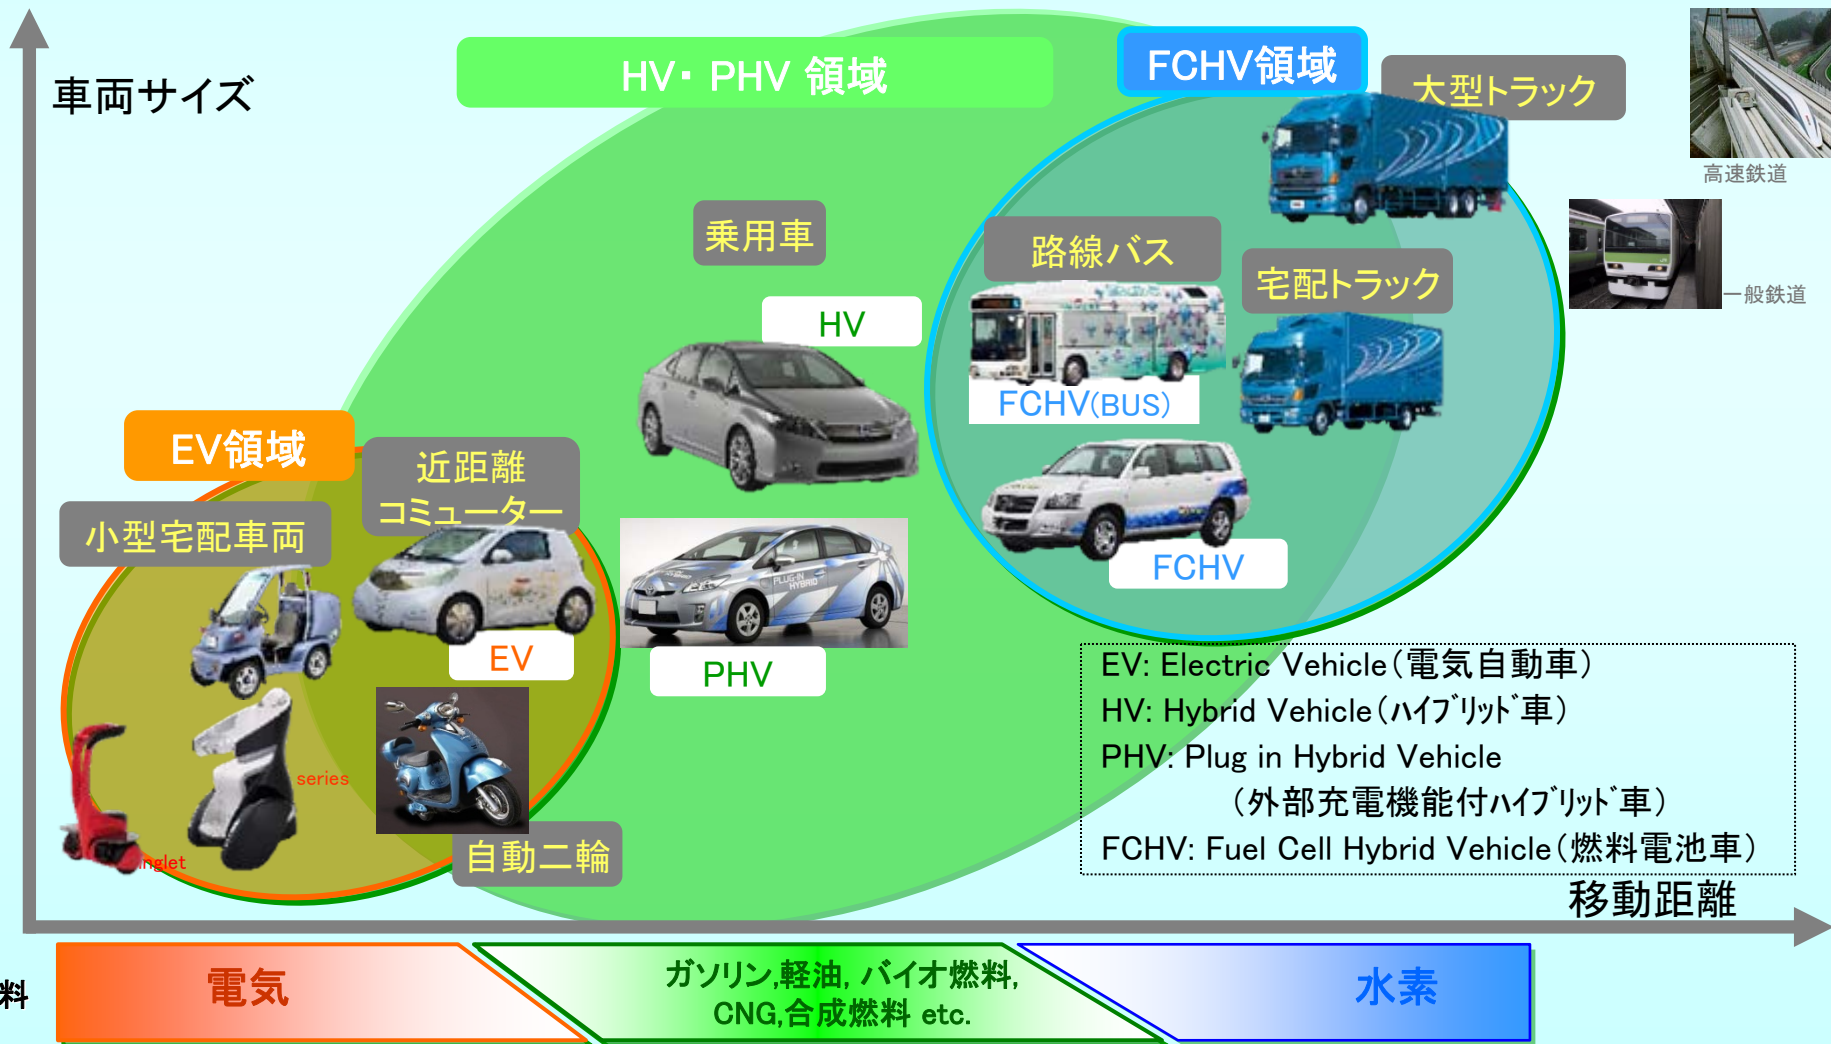 車両サイズ
HV・PHV 領域
FCHV領域
大型トラック
高速鉄道
乗用車
路線バス
宅配トラック
一般鉄道
HV
FCHV(BUS)
EV領域
近距離
コミューター
小型宅配車両
FCHV
EV
PHV
PLUG-IN
HYBRID
series
inglet
自動二輪
EV: Electric Vehicle(電気自動車)
HV: Hybrid Vehicle(ハイブリッド車)
PHV: Plug in Hybrid Vehicle
(外部充電機能付ハイブリッド車)
FCHV: Fuel Cell Hybrid Vehicle(燃料電池車)
移動距離
料
電気
ガソリン,軽油, バイオ燃料,
CNG,合成燃料 etc.
水素